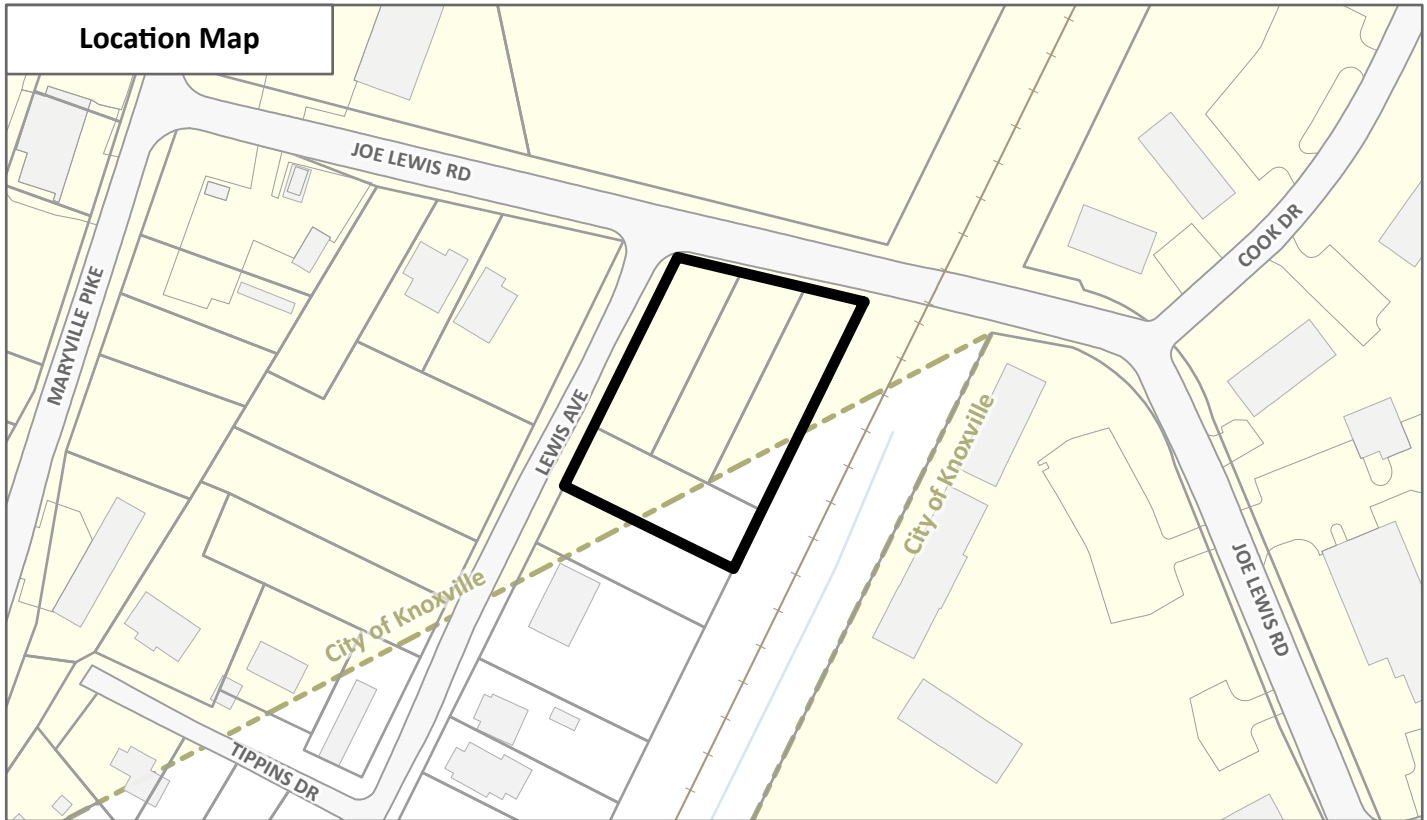 Location Map
JOE LEWIS RD
COOK DR
MARYVILLE PIKE
LEWIS AVE
City of Knoxville
JOE LEWIS RD
City of Knoxville
TIPPINS DR